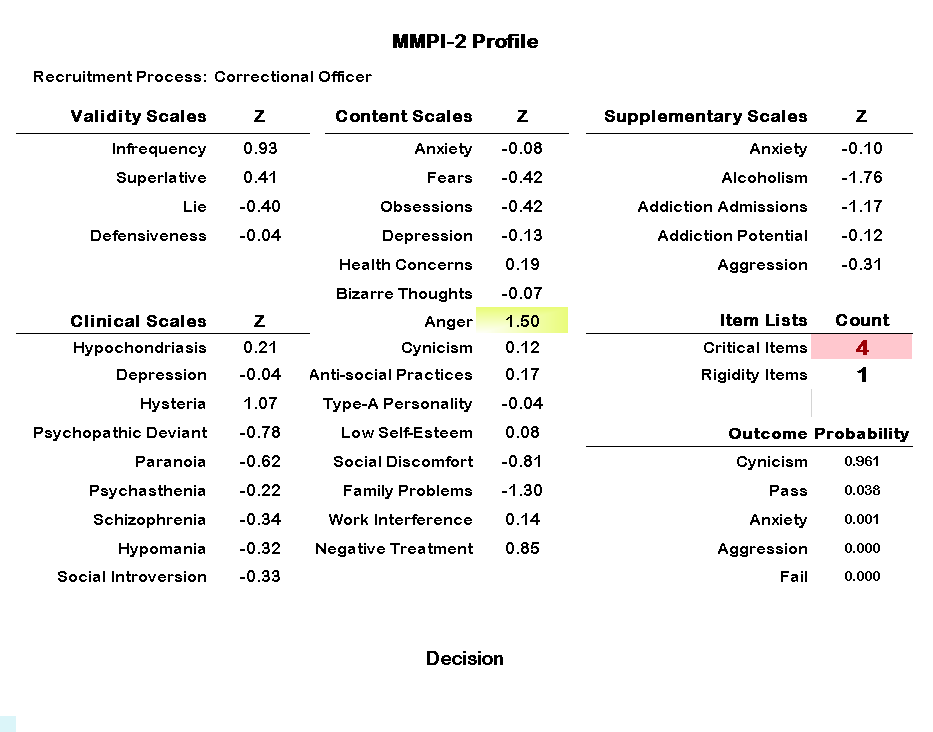 MMPI-2 Profile
Recruitment Process: Correctional Officer
Validity Scales Z
Infrequency 0.93
Superlative 0.41
Lie -0.40
Defensiveness -0.04
Clinical Scales Z
Hypochondriasis 0.21
Depression -0.04
Hysteria 1.07
Psychopathic Deviant -0.78
Paranoia -0.62
Psychasthenia -0.22
Schizophrenia -0.34
Hypomania -0.32
Social Introversion -0.33
Content Scales Z
Anxiety -0.08
Fears -0.42
Obsessions -0.42
Depression -0.13
Health Concerns 0.19
Bizarre Thoughts -0.07
Anger 1.50
Cynicism 0.12
Anti-social Practices 0.17
Type-A Personality -0.04
Low Self-Esteem 0.08
Social Discomfort -0.81
Family Problems -1.30
Work Interference 0.14
Negative Treatment 0.85
Supplementary Scales Z
Anxiety -0.10
Alcoholism -1.76
Addiction Admissions -1.17
Addiction Potential -0.12
Aggression -0.31
Item Lists Count
Critical Items 4
Rigidity Items 1
Outcome Probability
Cynicism 0.961
Pass 0.038
Anxiety 0.001
Aggression 0.000
Fail 0.000
Decision